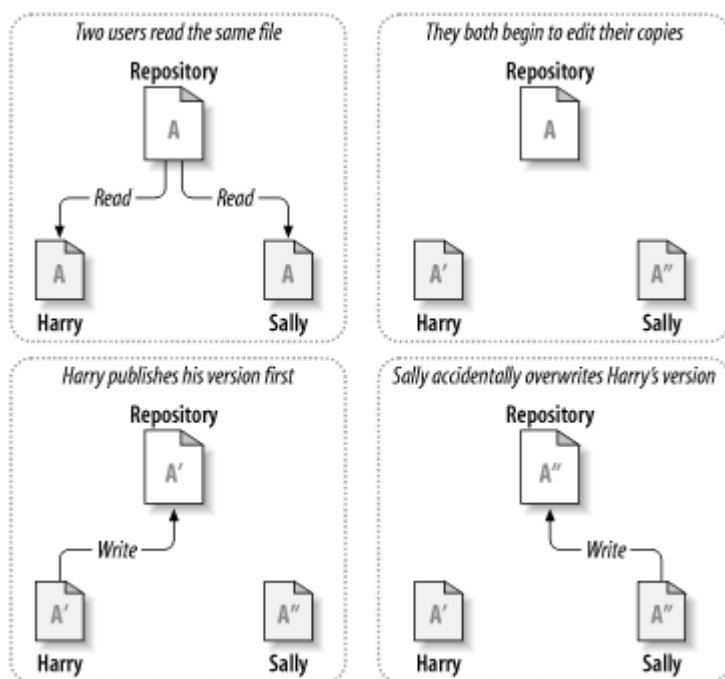 Two users read the same file
Repository
A
Read
Read
A
A
Harry
Sally
They both begin to edit their copies
Repository
A
A′
A″
Harry
Sally
Harry publishes his version first
Repository
A′
Write
A′
A″
Harry
Sally
Sally accidentally overwrites Harry’s version
Repository
A″
Write
A′
A″
Harry
Sally